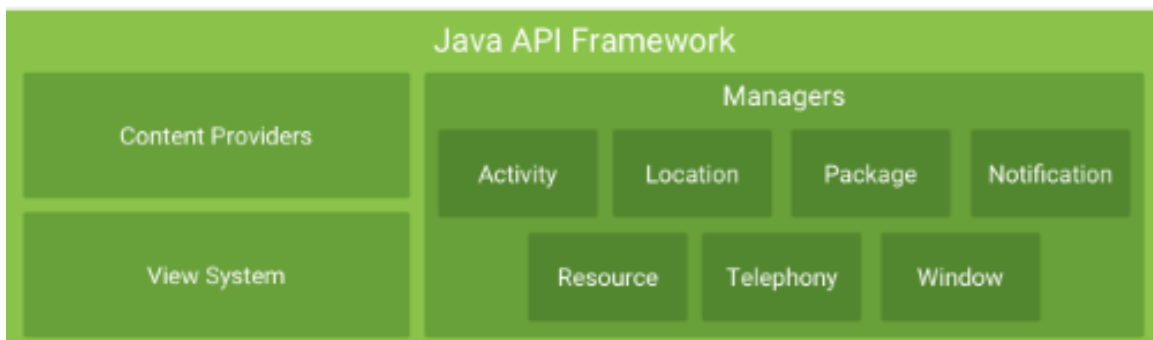 Java API Framework
Content Providers
View System
Managers
Activity Location Package Notification
Resource Telephony Window